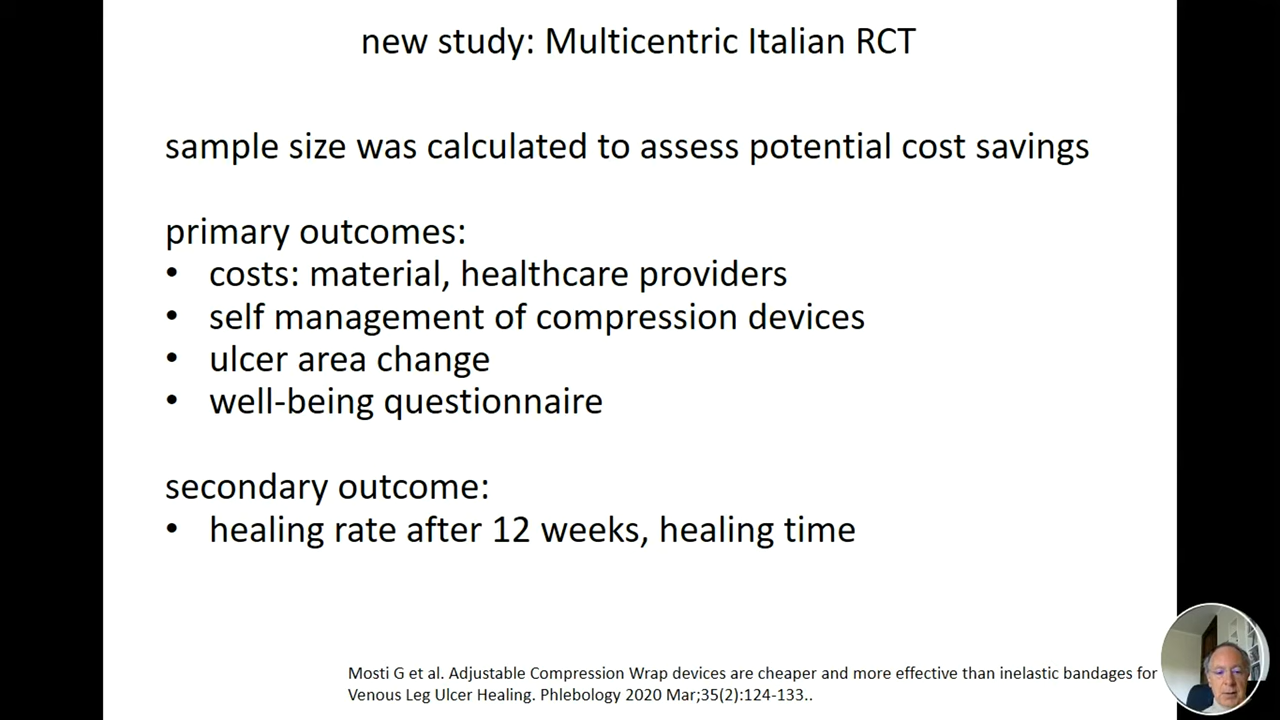 new study: Multicentric Italian RCT
sample size was calculated to assess potential cost savings
primary outcomes:
• costs: material, healthcare providers
• self management of compression devices
• ulcer area change
• well-being questionnaire
secondary outcome:
• healing rate after 12 weeks, healing time
Mosti G et al. Adjustable Compression Wrap devices are cheaper and more effective than inelastic bandages for
Venous Leg Ulcer Healing. Phlebology 2020 Mar;35(2):124-133..